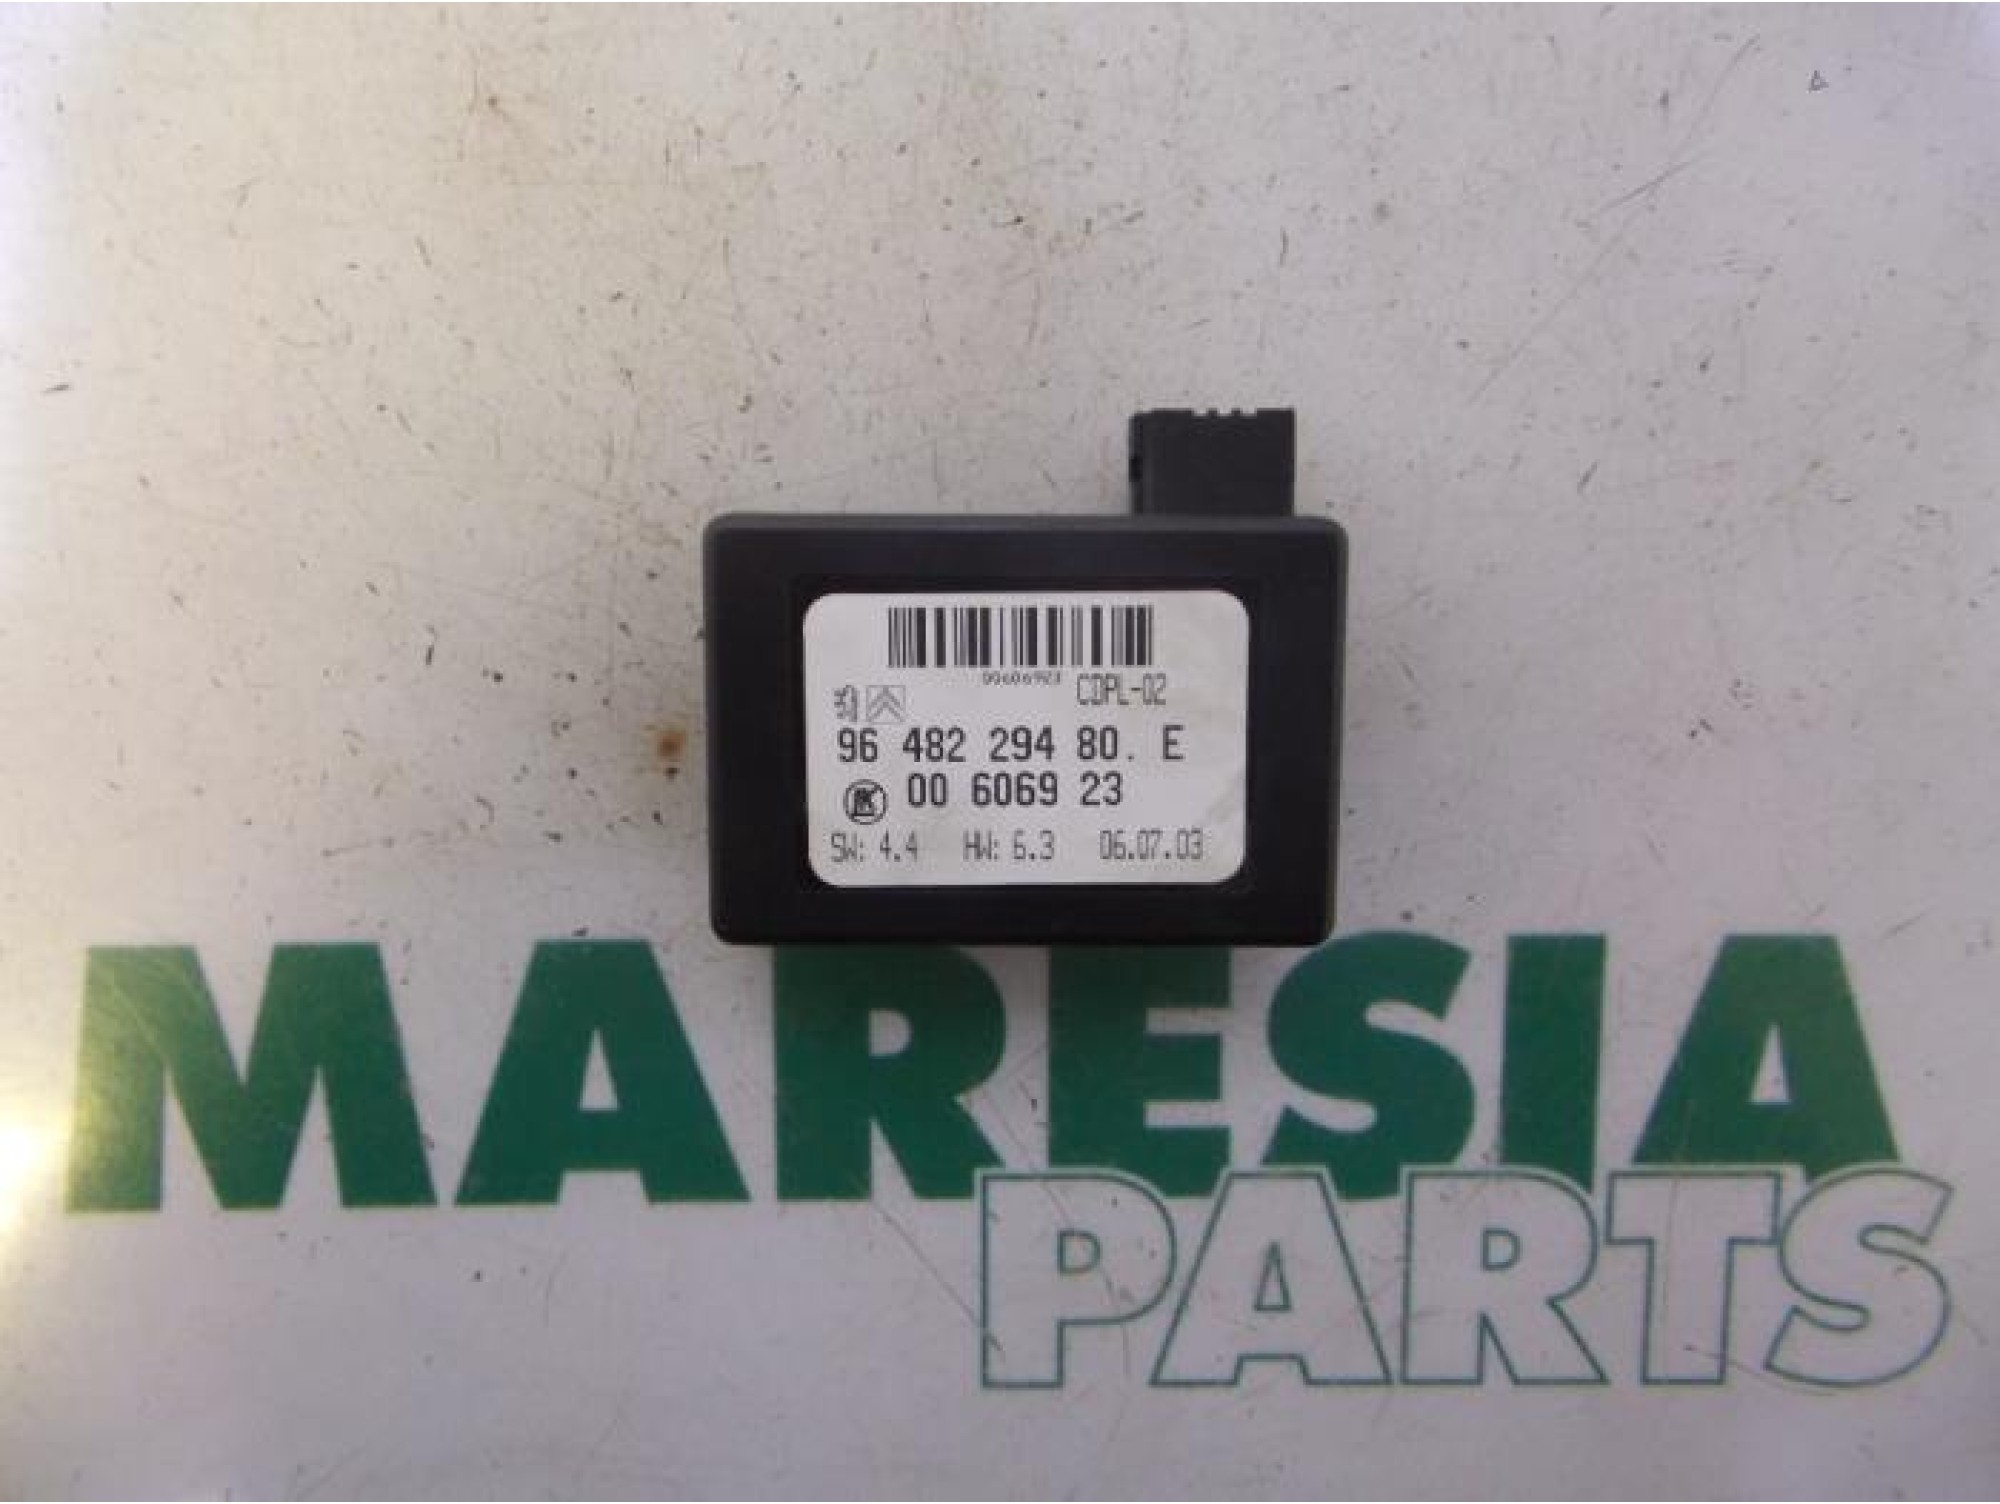 00606923
CDPL-02
96 482 294 80. E
00 6069 23
SW: 4.4 HW: 6.3 06.07.03
MARESIA
PARTS